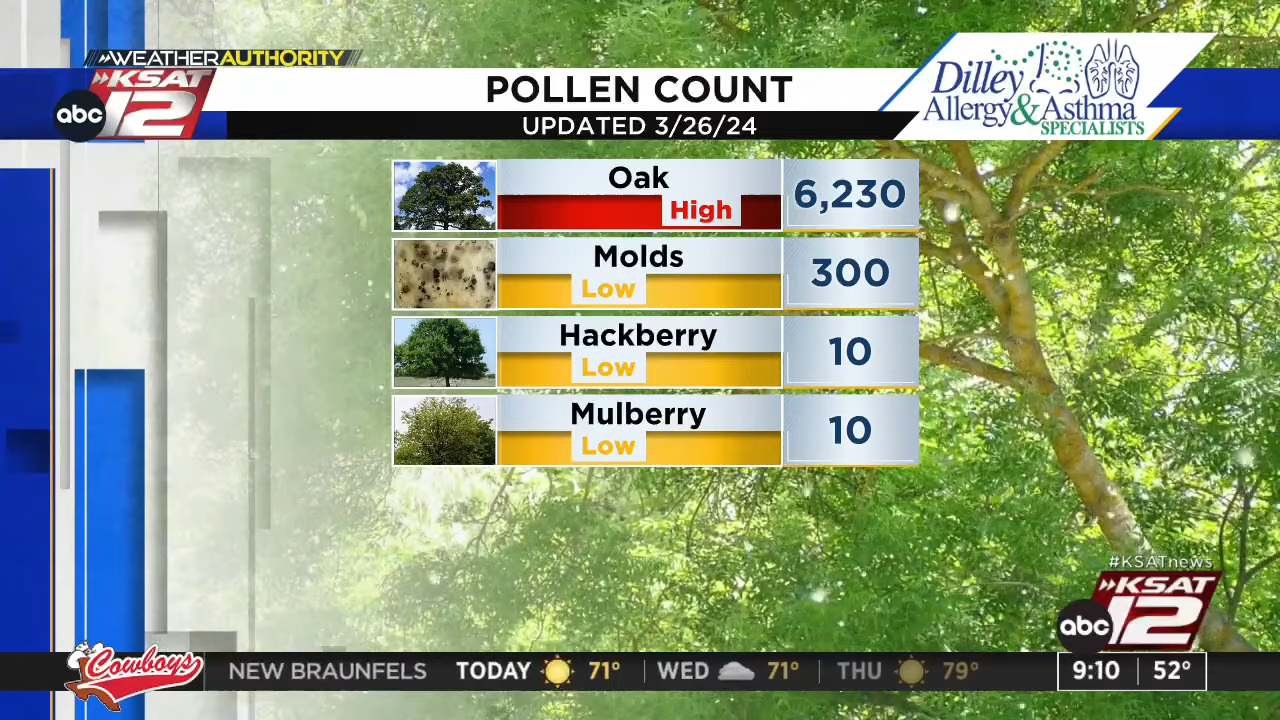 WEATHERAUTHORITY
KSAT
abc 12
POLLEN COUNT
UPDATED 3/26/24
Dilley
Allergy&Asthma
SPECIALISTS
Oak
High
6,230
Molds
Low
300
Hackberry
Low
10
Mulberry
Low
10
#KSATnews
KSAT
abc 12
Cowboys
NEW BRAUNFELS TODAY 71° WED 71° THU 79°
9:10 52°